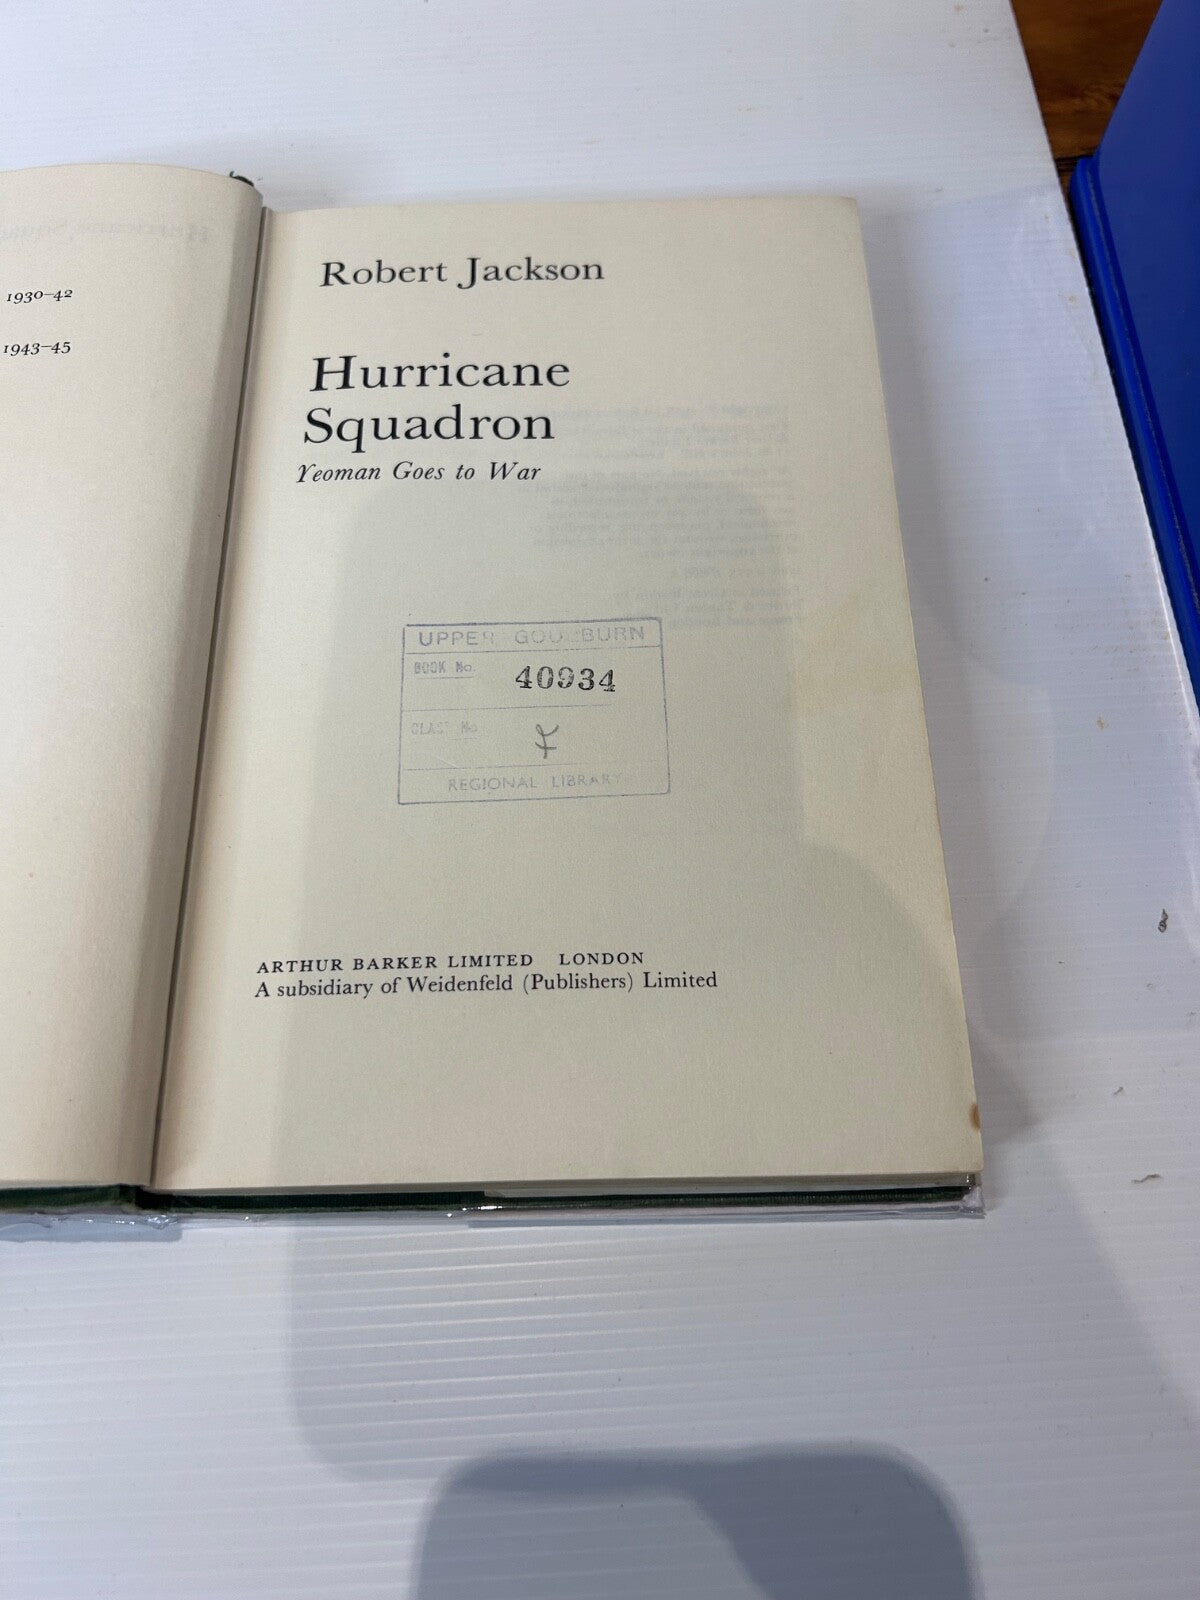 1930–42
1943–45
Robert Jackson
Hurricane
Squadron
Yeoman Goes to War
UPPER GOULBURN
BOOK No. 40934
CLASS No. F
REGIONAL LIBRARY
ARTHUR BARKER LIMITED LONDON
A subsidiary of Weidenfeld (Publishers) Limited